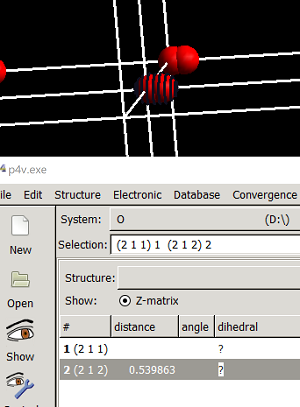 p4v.exe
ile Edit Structure Electronic Database Convergence
New
System: O (D:\)
Selection: (2 1 1) 1 (2 1 2) 2
Structure:
Open
Show: Z-matrix
# distance angle dihedral
1 (2 1 1) ?
Show
2 (2 1 2) 0.539863 ?